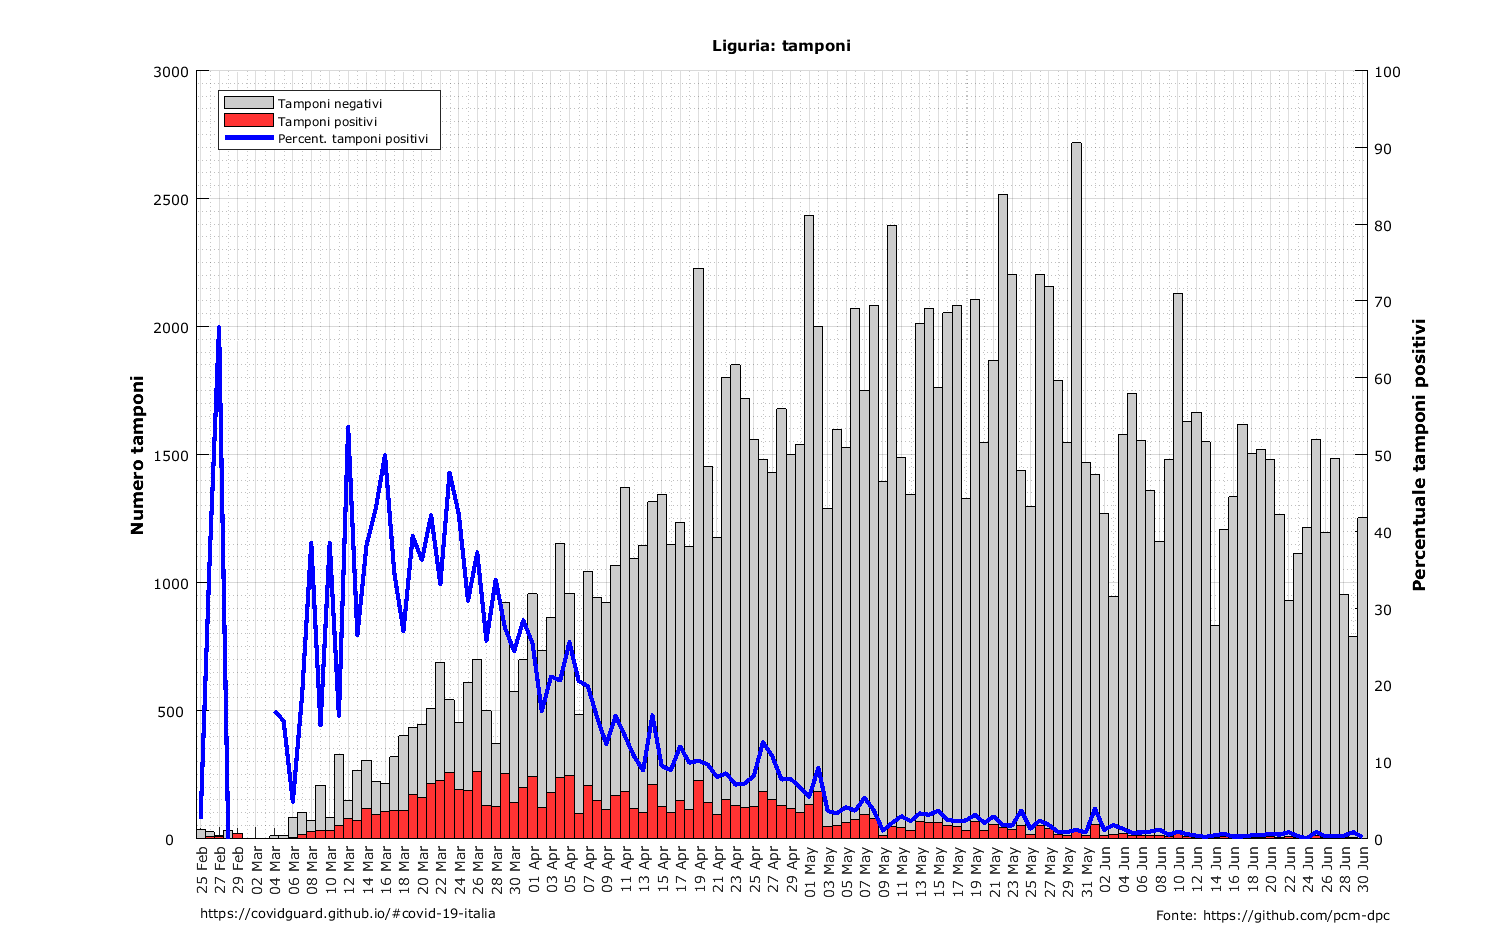 Liguria: tamponi
Tamponi negativi
Tamponi positivi
Percent. tamponi positivi
Numero tamponi
3000
2500
2000
1500
1000
500
0
Percentuale tamponi positivi
100
90
80
70
60
50
40
30
20
10
0
25 Feb
27 Feb
29 Feb
02 Mar
04 Mar
06 Mar
08 Mar
10 Mar
12 Mar
14 Mar
16 Mar
18 Mar
20 Mar
22 Mar
24 Mar
26 Mar
28 Mar
30 Mar
01 Apr
03 Apr
05 Apr
07 Apr
09 Apr
11 Apr
13 Apr
15 Apr
17 Apr
19 Apr
21 Apr
23 Apr
25 Apr
27 Apr
29 Apr
01 May
03 May
05 May
07 May
09 May
11 May
13 May
15 May
17 May
19 May
21 May
23 May
25 May
27 May
29 May
31 May
02 Jun
04 Jun
06 Jun
08 Jun
10 Jun
12 Jun
14 Jun
16 Jun
18 Jun
20 Jun
22 Jun
24 Jun
26 Jun
28 Jun
30 Jun
https://covidguard.github.io/#covid-19-italia
Fonte: https://github.com/pcm-dpc